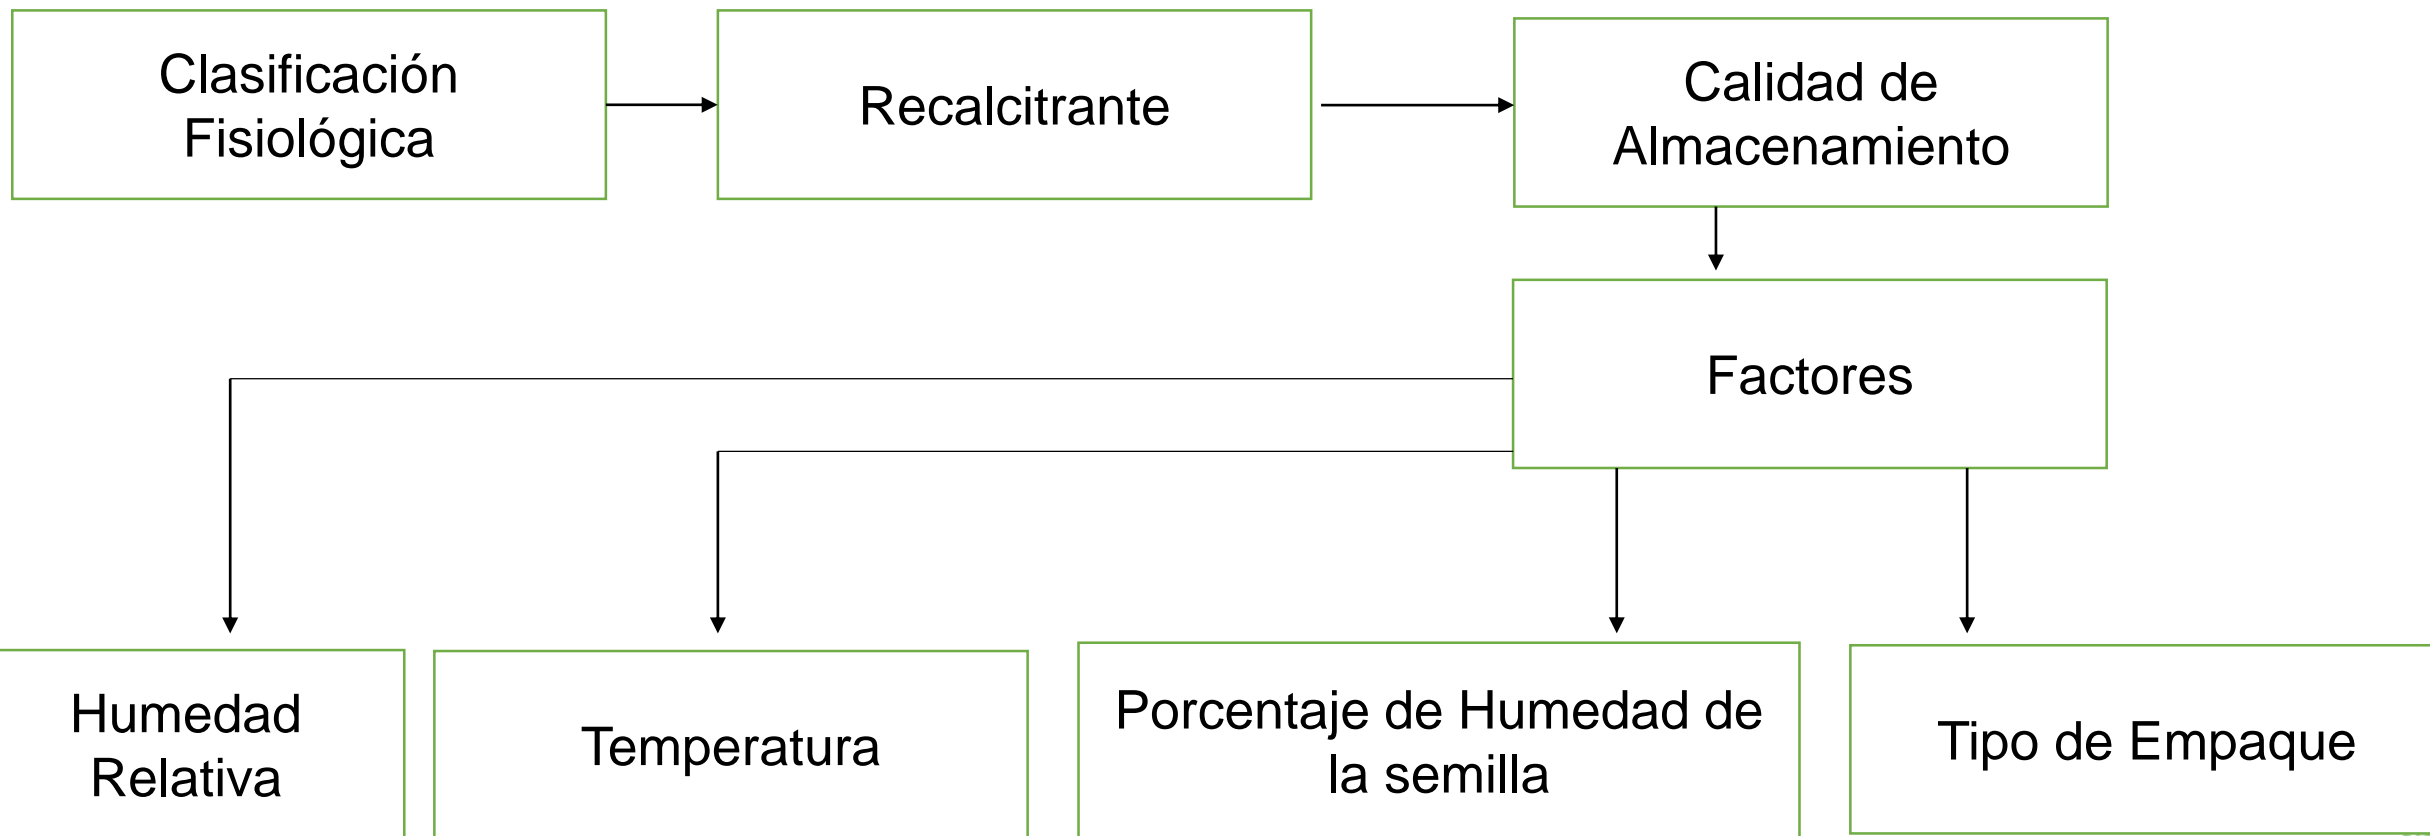 Clasificación
Fisiológica
Recalcitrante
Calidad de
Almacenamiento
Factores
Humedad
Relativa
Temperatura
Porcentaje de Humedad de
la semilla
Tipo de Empaque